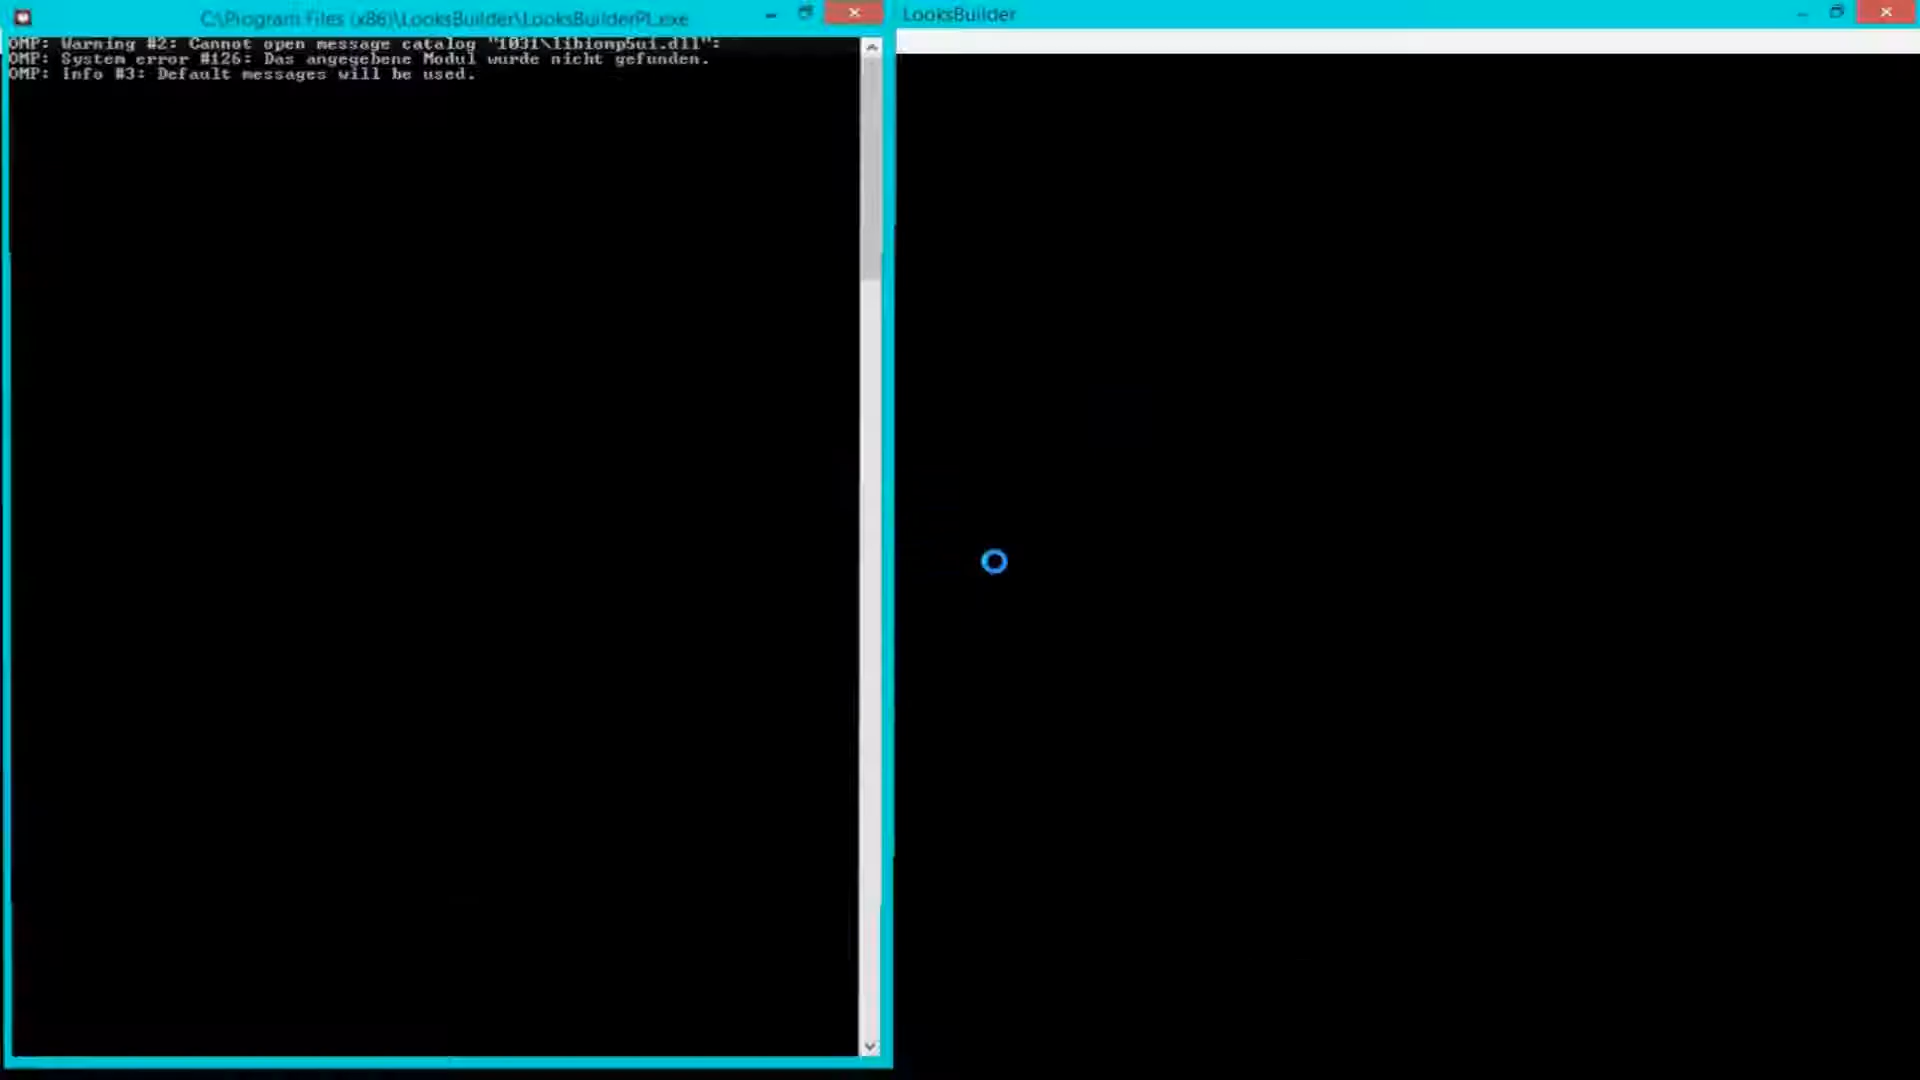 C:\Program Files (x86)\LooksBuilder\LooksBuilderPL.exe
LooksBuilder
OMP: Warning #2: Cannot open message catalog "1031\libiomp5ui.dll":
OMP: System error #126: Das angegebene Modul wurde nicht gefunden.
OMP: Info #3: Default messages will be used.